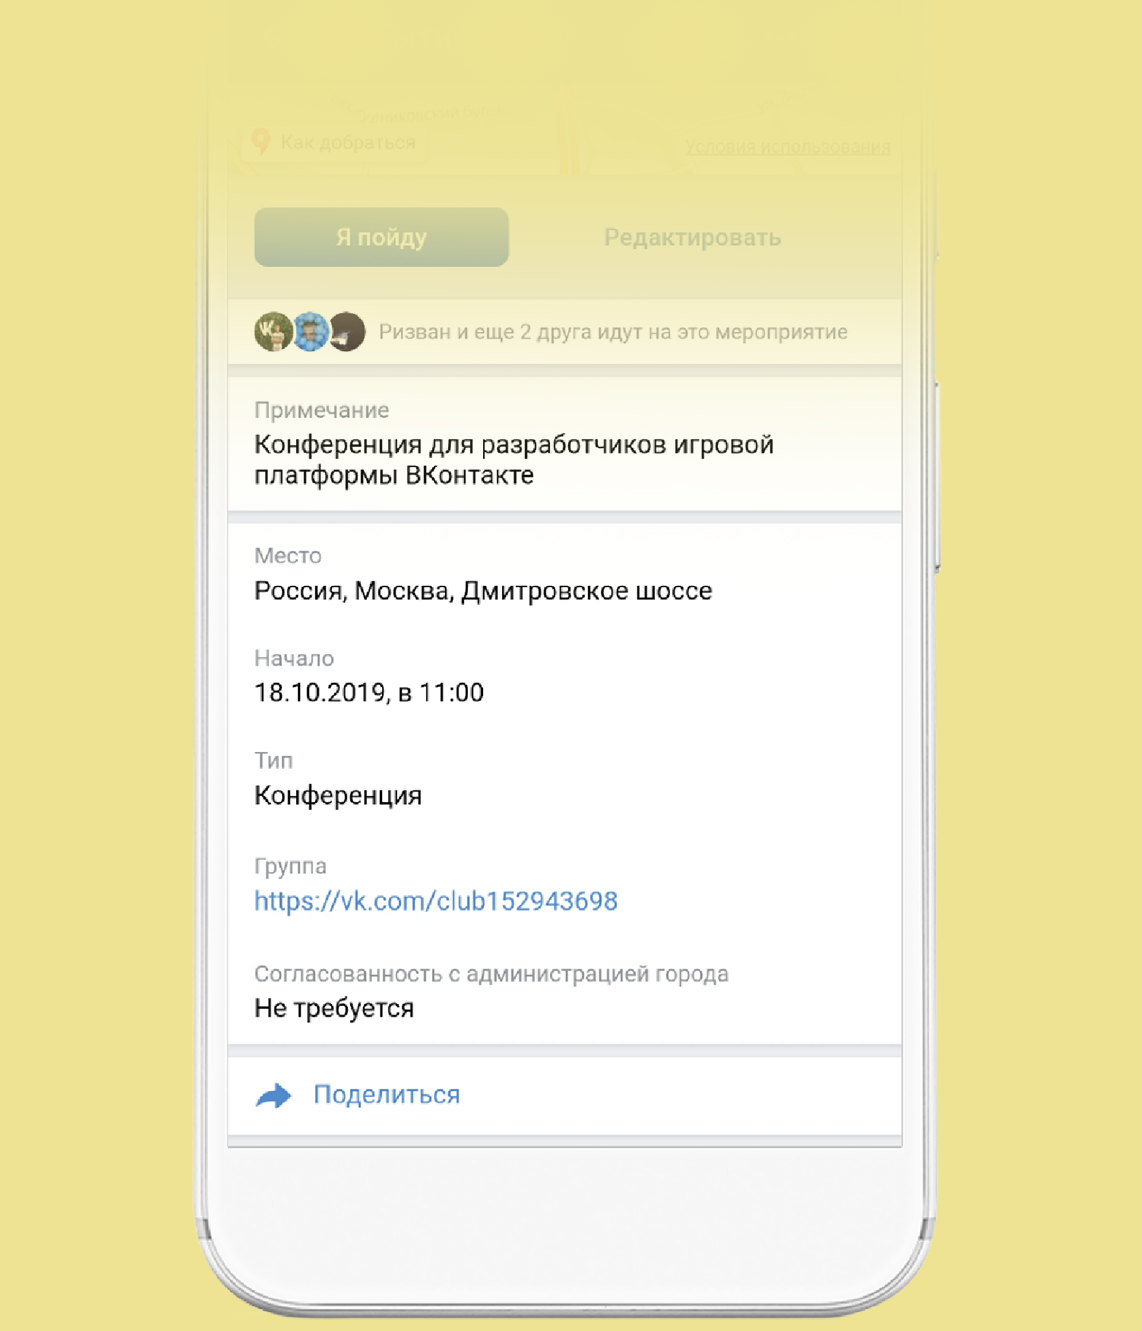 Как добраться
Условия использования
Я пойду
Редактировать
Ризван и еще 2 друга идут на это мероприятие
Примечание
Конференция для разработчиков игровой
платформы ВКонтакте
Место
Россия, Москва, Дмитровское шоссе
Начало
18.10.2019, в 11:00
Тип
Конференция
Группа
https://vk.com/club152943698
Согласованность с администрацией города
Не требуется
Поделиться